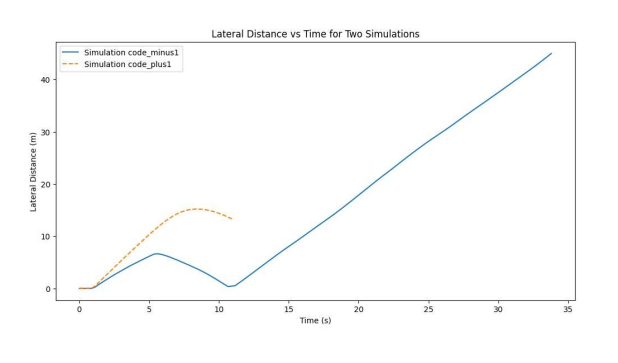 Lateral Distance vs Time for Two Simulations
Simulation code_minus1
Simulation code_plus1
Lateral Distance (m)
40
30
20
10
0
0 5 10 15 20 25 30 35
Time (s)